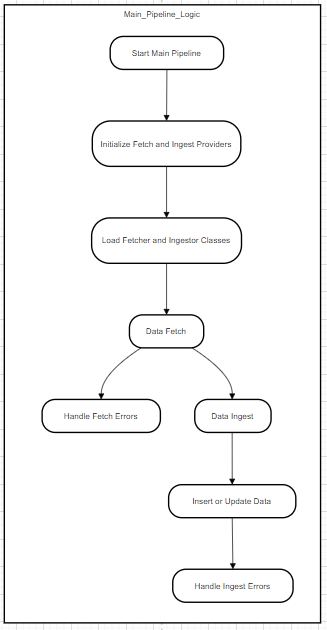 Main_Pipeline_Logic
Start Main Pipeline
Initialize Fetch and Ingest Providers
Load Fetcher and Ingestor Classes
Data Fetch
Handle Fetch Errors
Data Ingest
Insert or Update Data
Handle Ingest Errors